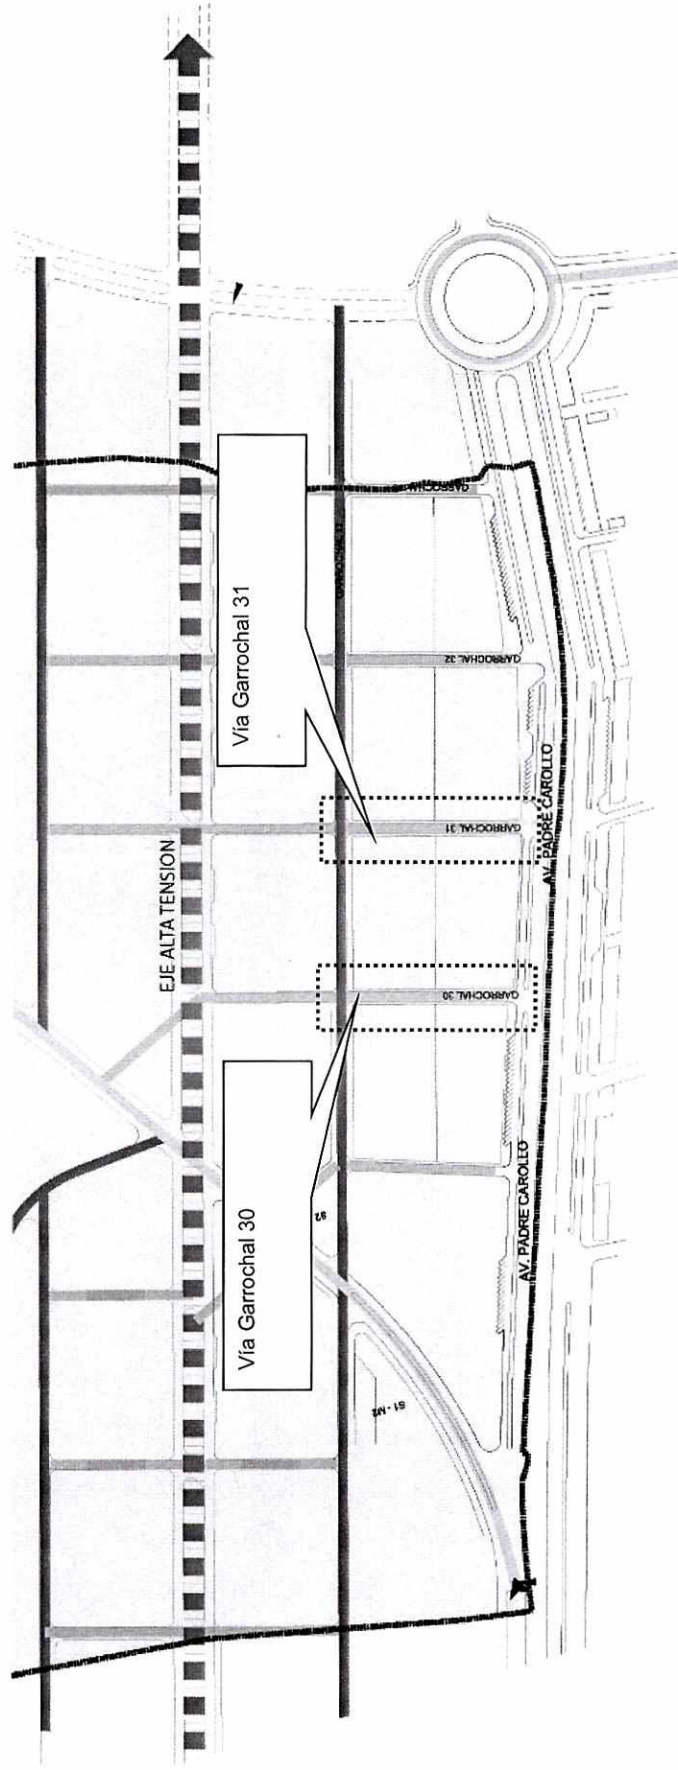 EJE ALTA TENSION
Vía Garrochal 31
Vía Garrochal 30
GARROCHAL 32
GARROCHAL 31
GARROCHAL 30
AV. PADRE CAROLLO
AV. PADRE CAROLLO
S2
S1 - M2